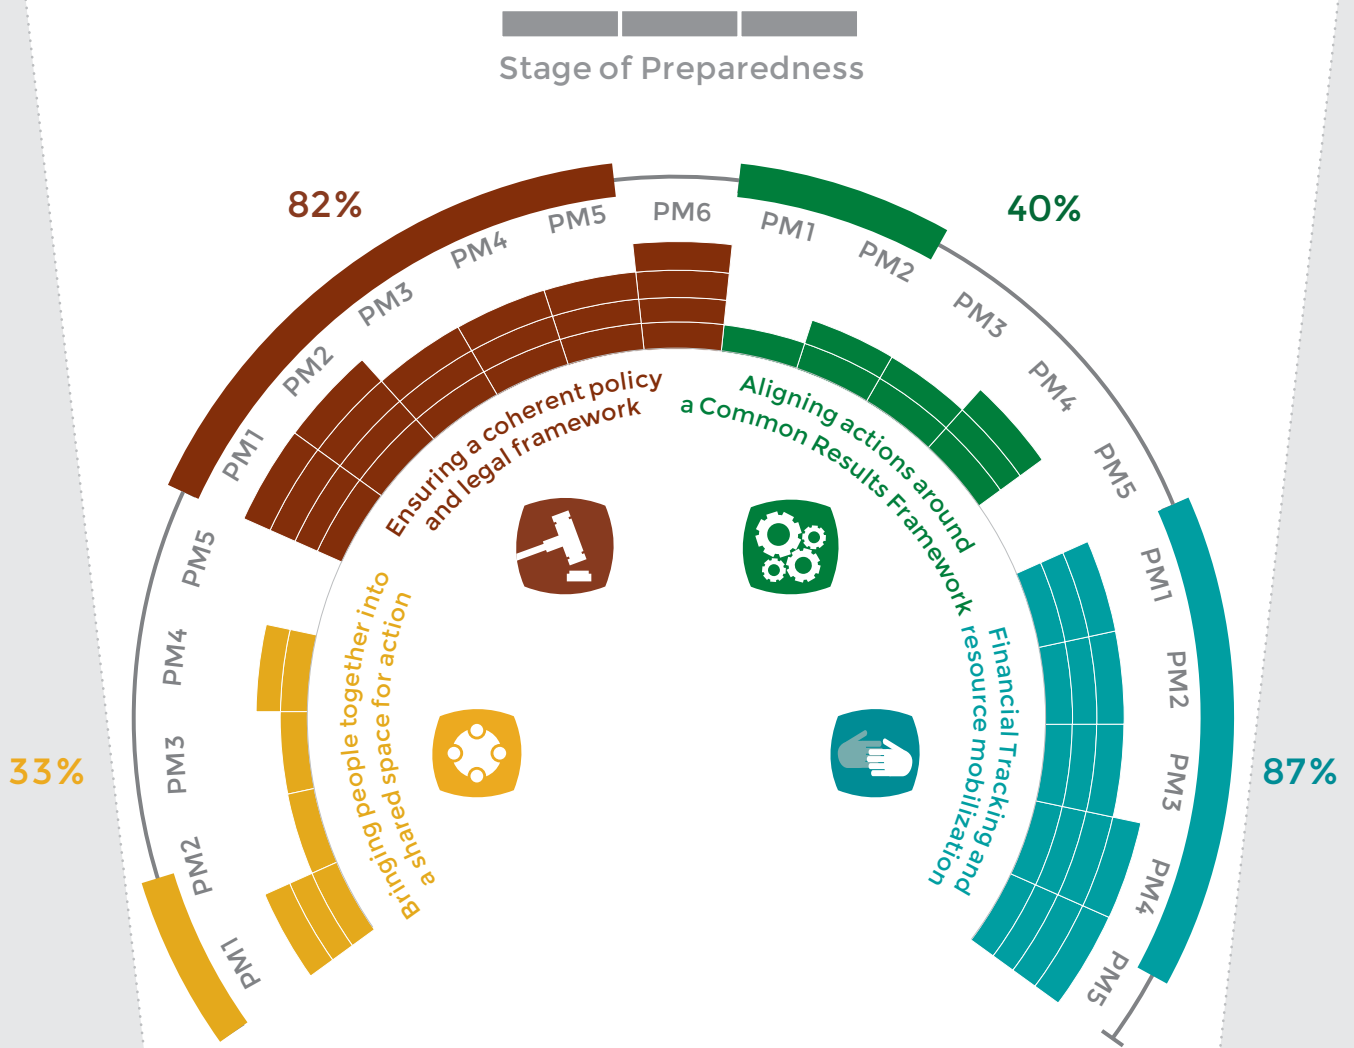 Stage of Preparedness
33%
PM1
PM2
PM3
PM4
PM5
Bringing people together into
a shared space for action
82%
PM1
PM2
PM3
PM4
PM5
PM6
Ensuring a coherent policy
and legal framework
40%
PM1
PM2
PM3
PM4
PM5
Aligning actions around
a Common Results Framework
87%
PM1
PM2
PM3
PM4
PM5
Financial Tracking and
resource mobilization